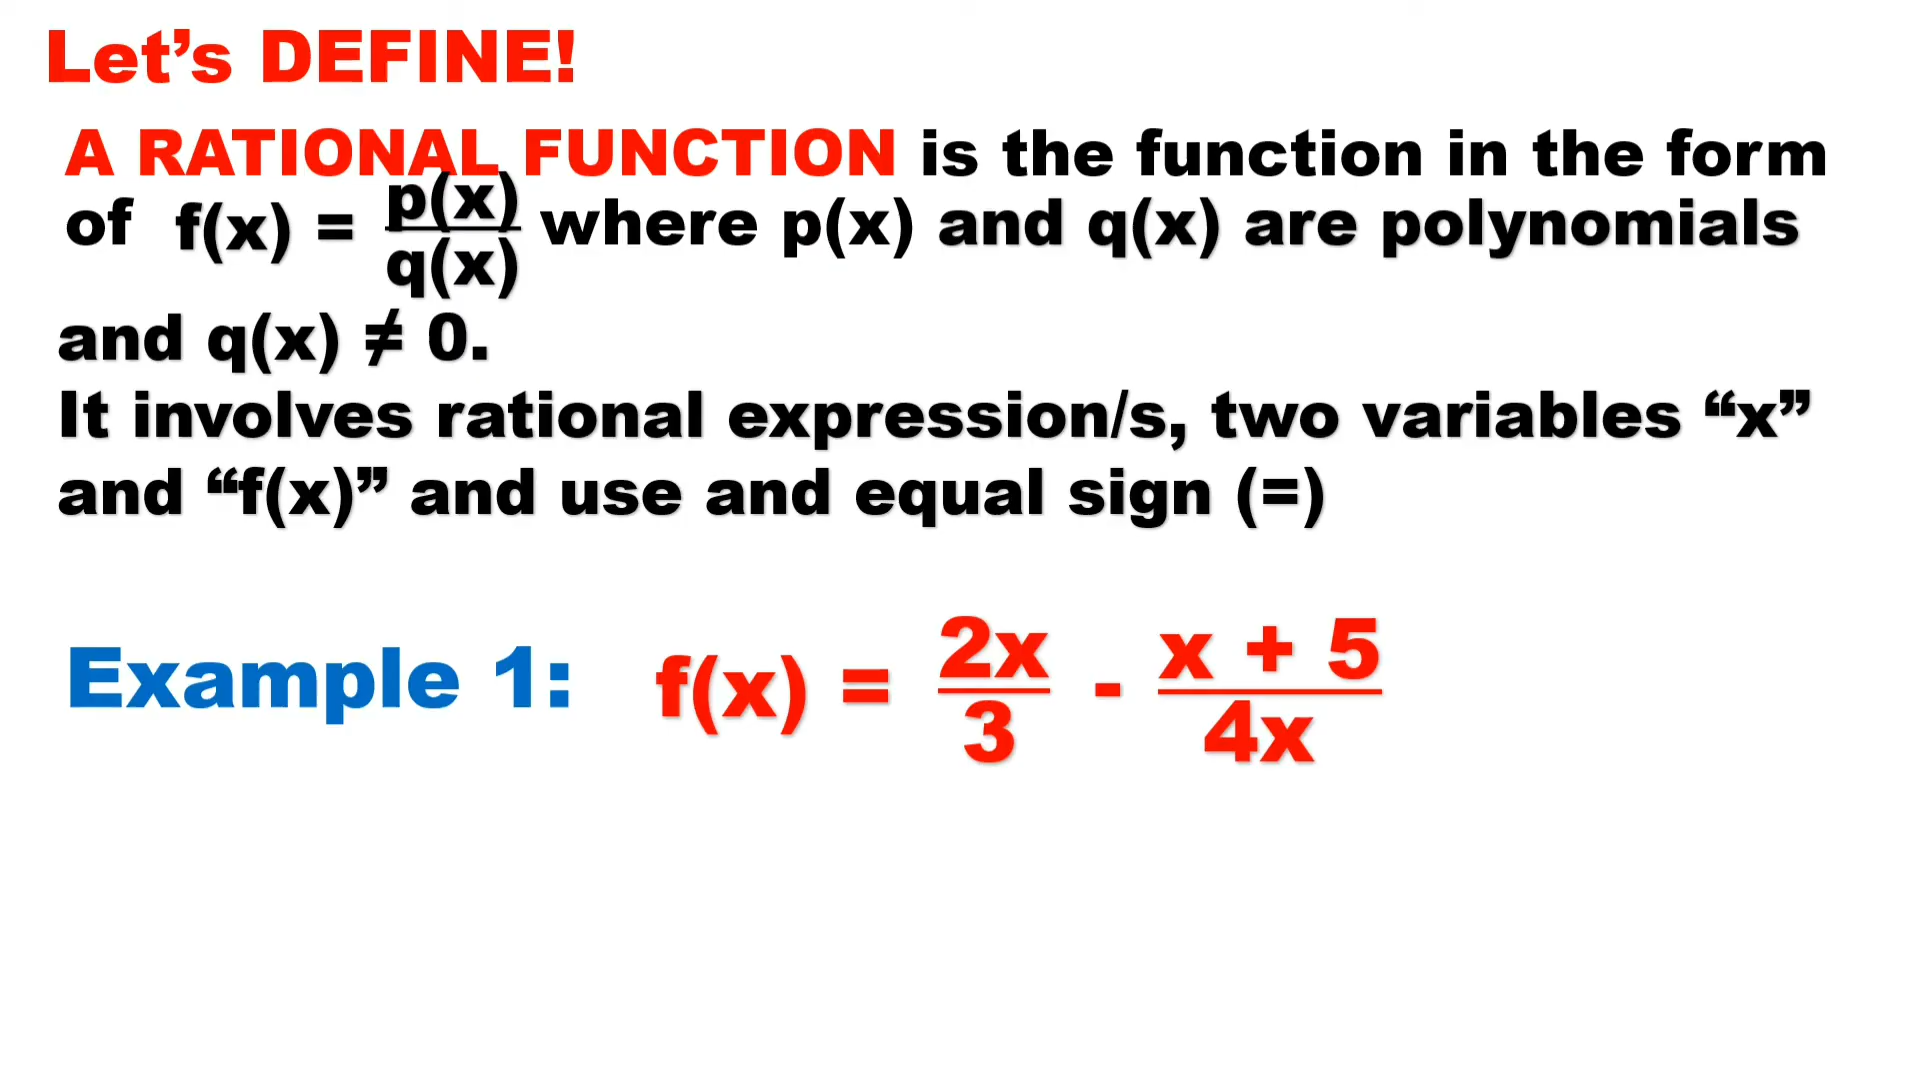 Let’s DEFINE!
A RATIONAL FUNCTION is the function in the form
of f(x) = p(x)/q(x) where p(x) and q(x) are polynomials
and q(x) ≠ 0.
It involves rational expression/s, two variables “x”
and “f(x)” and use and equal sign (=)
Example 1: f(x) = 2x/3 - x + 5/4x